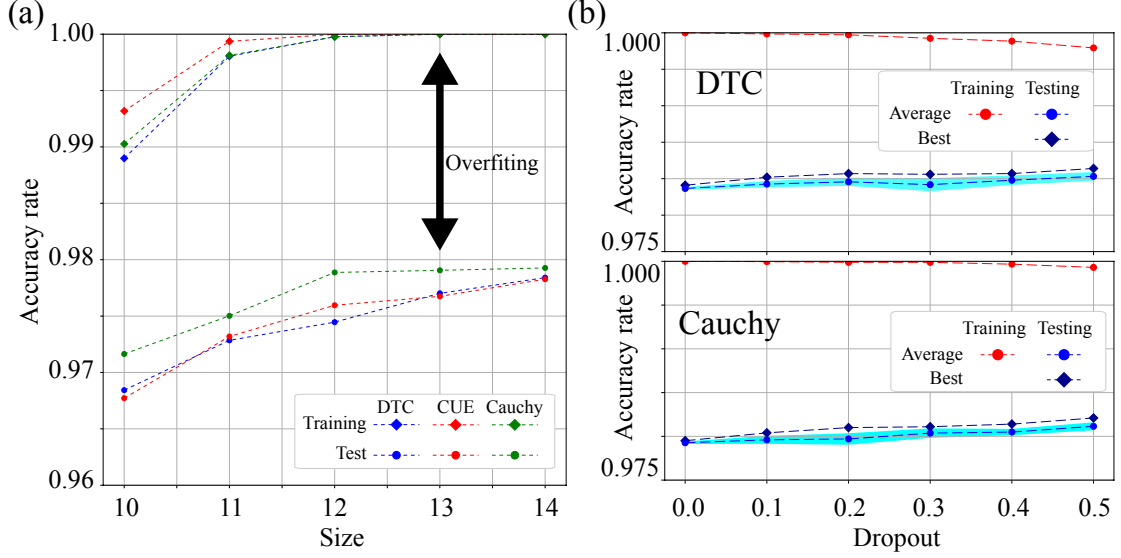 (a)
1.00
0.99
0.98
0.97
0.96
Accuracy rate
Overfiting
DTC CUE Cauchy
Training
Test
10 11 12 13 14
Size
(b)
1.000
0.975
Accuracy rate
DTC
Training Testing
Average
Best
1.000
0.975
Accuracy rate
Cauchy
Training Testing
Average
Best
0.0 0.1 0.2 0.3 0.4 0.5
Dropout